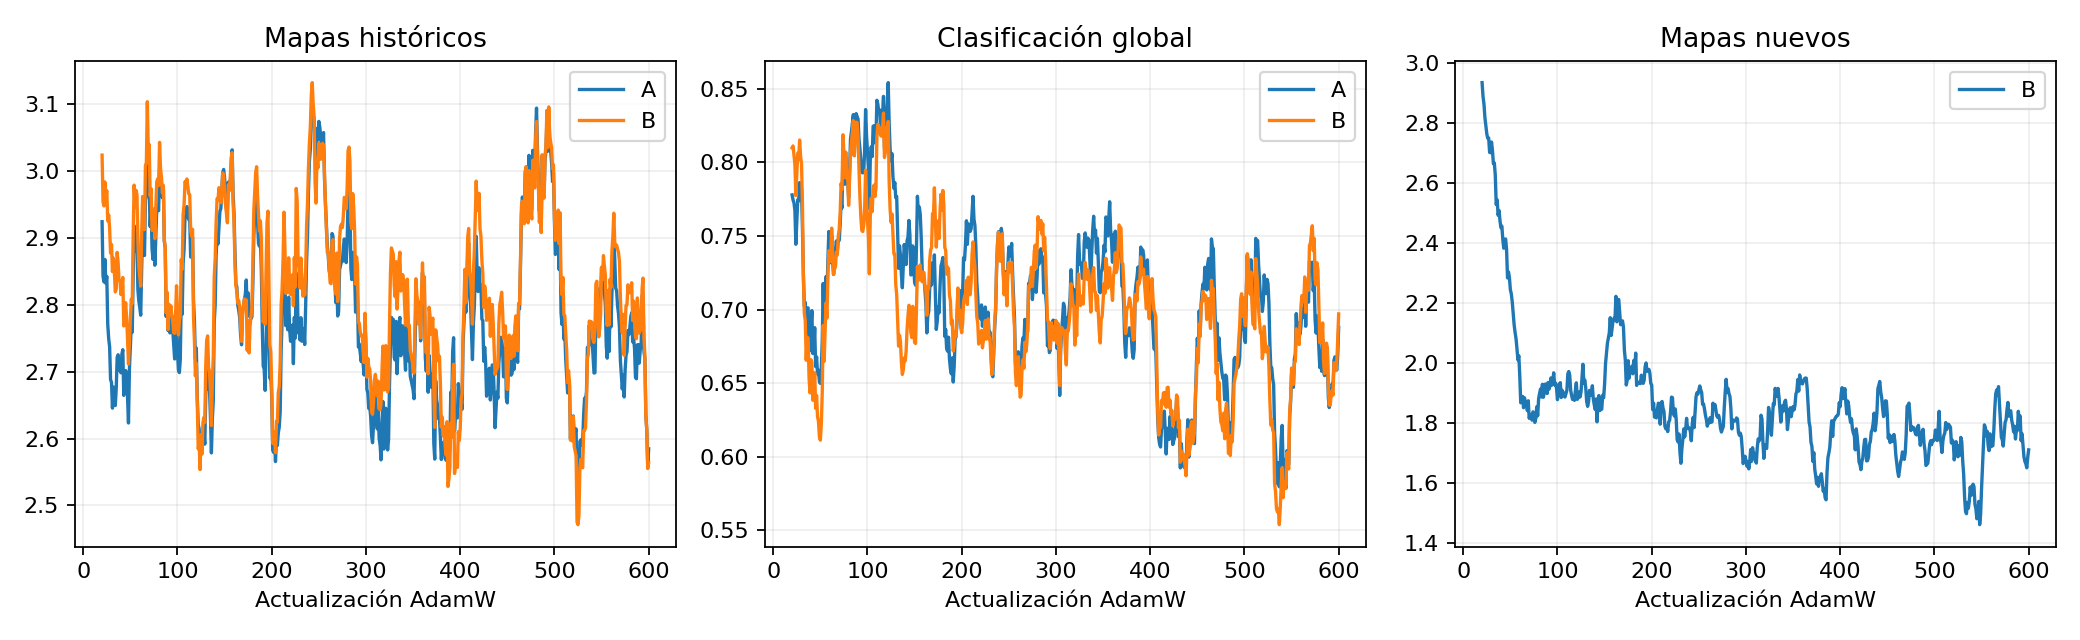 Mapas históricos
3.1
3.0
2.9
2.8
2.7
2.6
2.5
A
B
0 100 200 300 400 500 600
Actualización AdamW
Clasificación global
0.85
0.80
0.75
0.70
0.65
0.60
0.55
A
B
0 100 200 300 400 500 600
Actualización AdamW
Mapas nuevos
3.0
2.8
2.6
2.4
2.2
2.0
1.8
1.6
1.4
B
0 100 200 300 400 500 600
Actualización AdamW